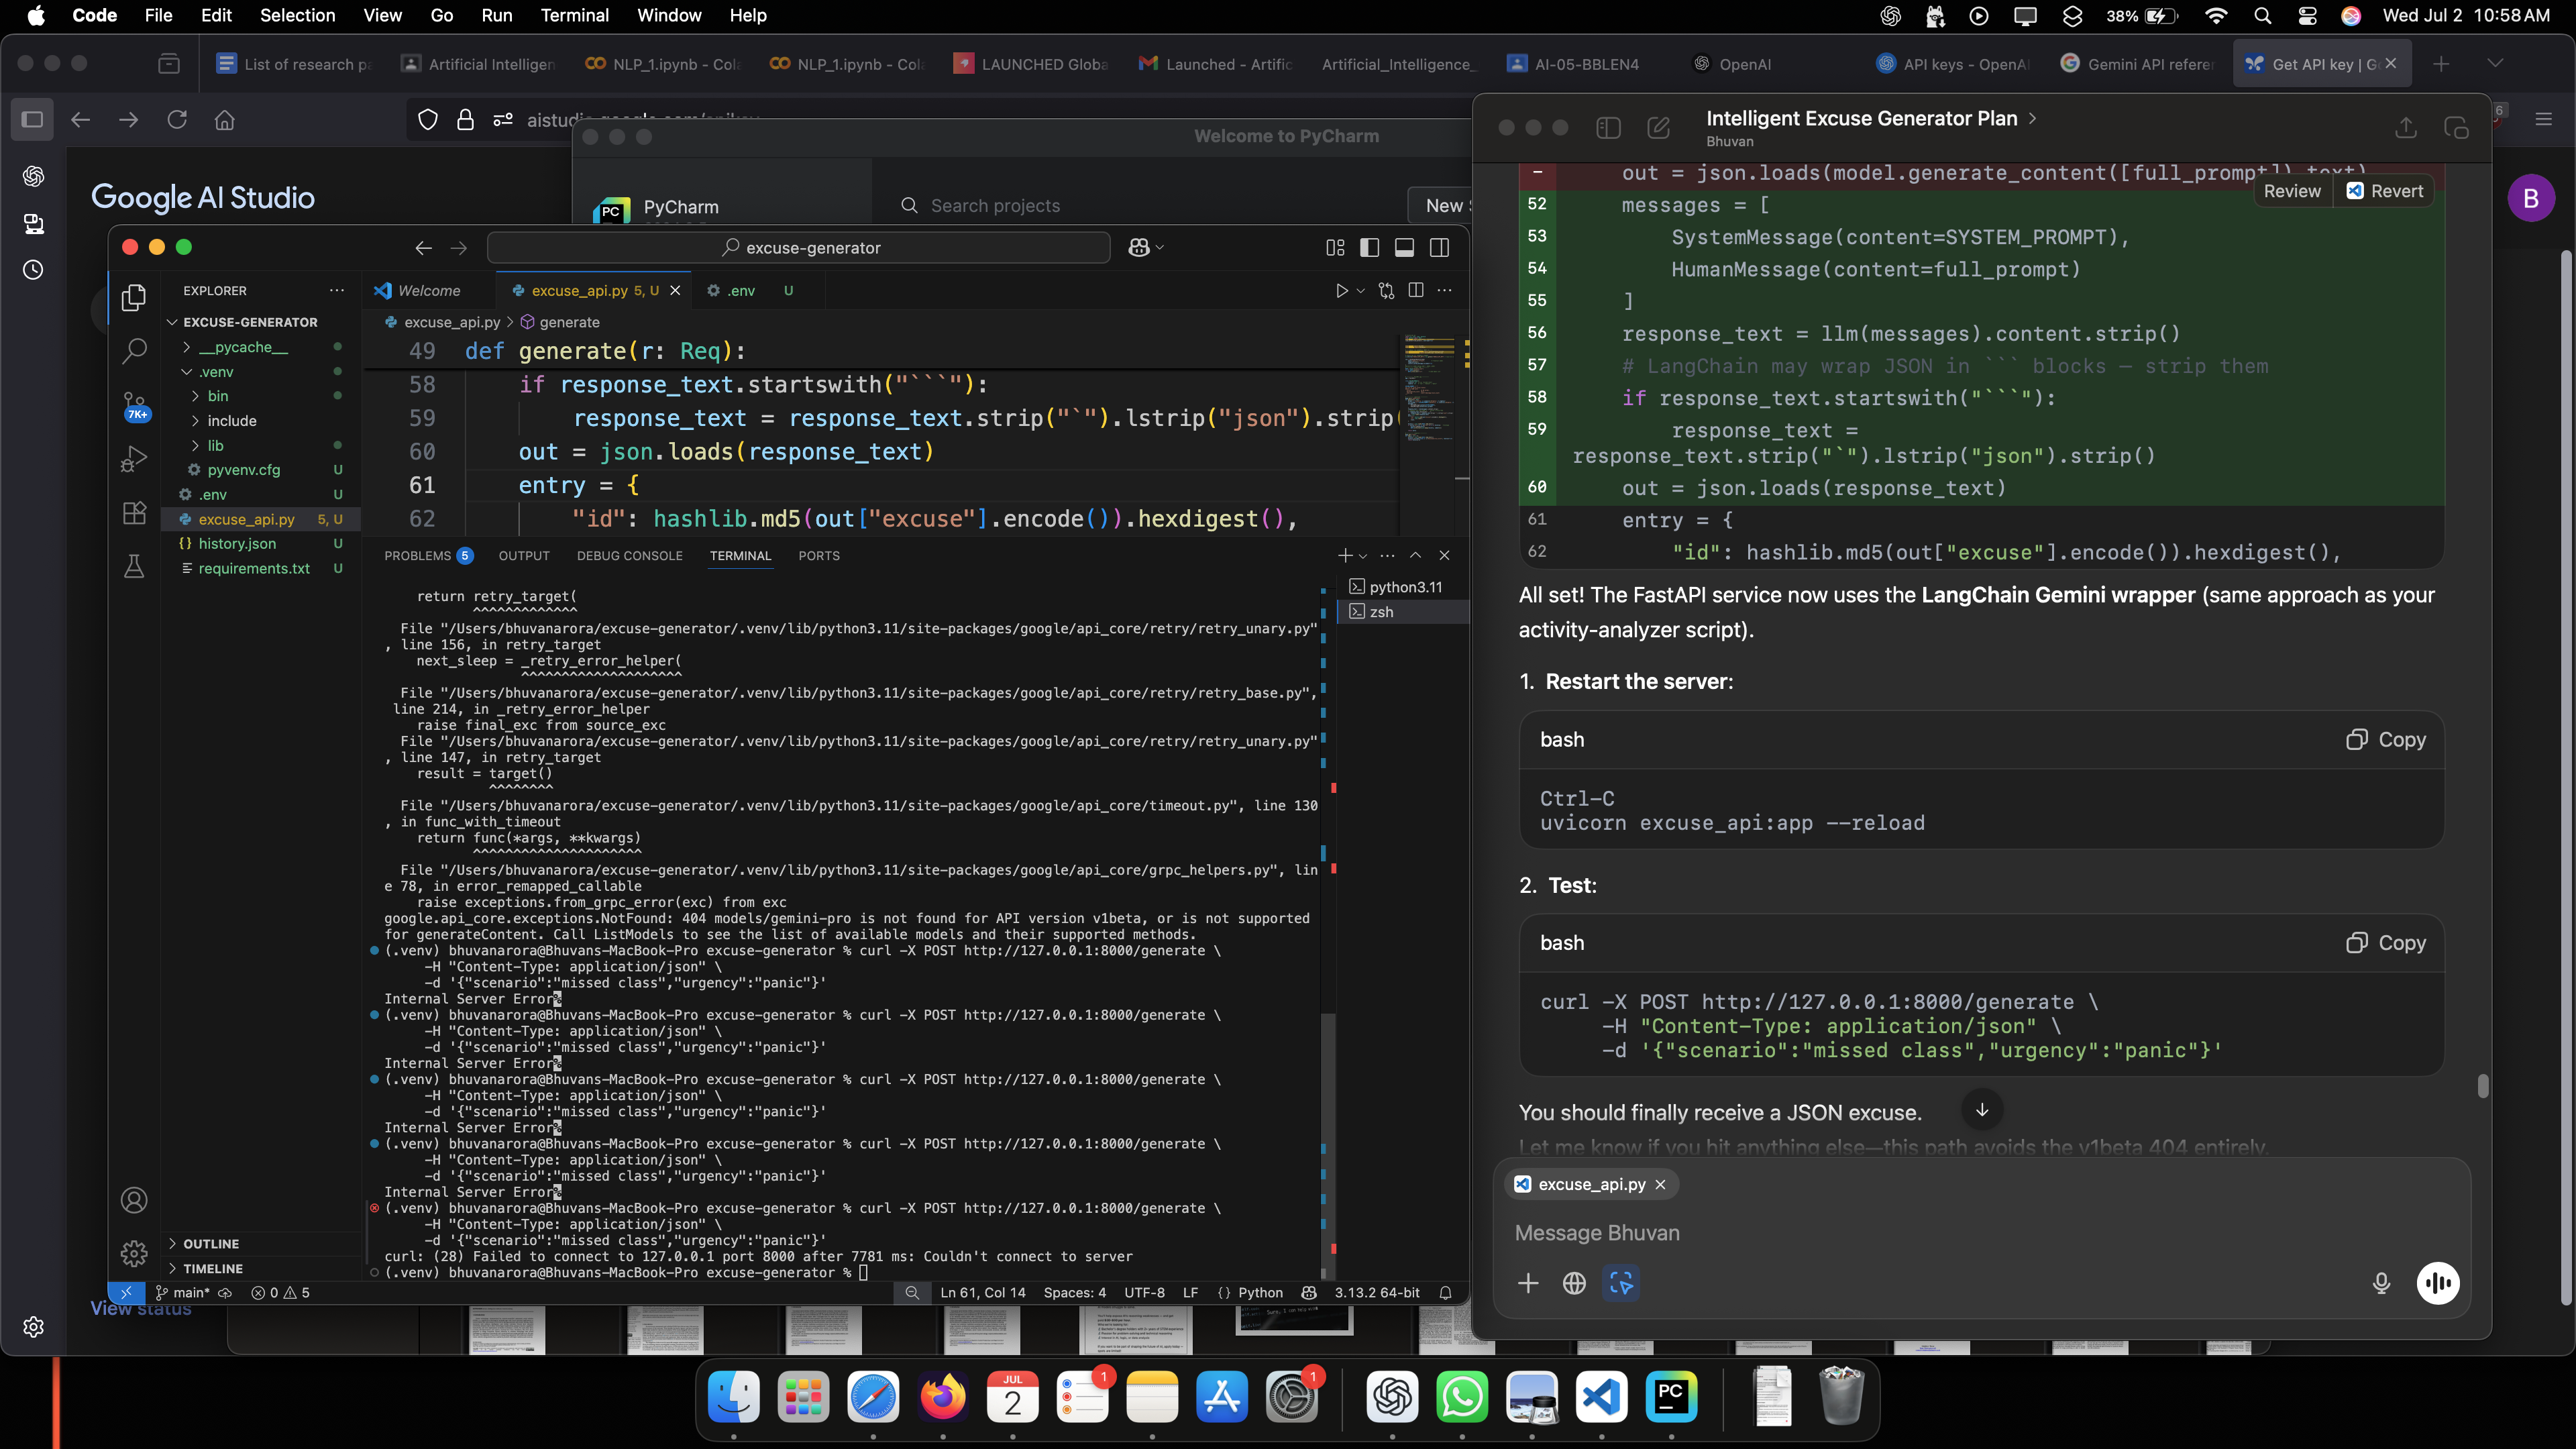 Code File Edit Selection View Go Run Terminal Window Help
38% Wed Jul 2 10:58 AM
List of research pa
Artificial Intelligen
NLP_1.ipynb - Cola
NLP_1.ipynb - Cola
LAUNCHED Globa
Launched - Artific
Artificial_Intelligence_
AI-05-BBLEN4
OpenAI
API keys - OpenAI
Gemini API referen
Get API key | G
6
Google AI Studio
B
View status
Welcome to PyCharm
PC PyCharm
Search projects
New
excuse-generator
EXPLORER
EXCUSE-GENERATOR
__pycache__
.venv
bin
include
lib
pyvenv.cfg U
.env U
excuse_api.py 5, U
history.json U
requirements.txt U
7K+
OUTLINE
TIMELINE
Welcome
excuse_api.py 5, U
.env U
excuse_api.py > generate
49 def generate(r: Req):
58 if response_text.startswith("```"):
59 response_text = response_text.strip("`").lstrip("json").strip(
60 out = json.loads(response_text)
61 entry = {
62 "id": hashlib.md5(out["excuse"].encode()).hexdigest(),
PROBLEMS 5 OUTPUT DEBUG CONSOLE TERMINAL PORTS
python3.11
zsh
return retry_target(
^^^^^^^^^^^^^
File "/Users/bhuvanarora/excuse-generator/.venv/lib/python3.11/site-packages/google/api_core/retry/retry_unary.py"
, line 156, in retry_target
next_sleep = _retry_error_helper(
^^^^^^^^^^^^^^^^^^^^
File "/Users/bhuvanarora/excuse-generator/.venv/lib/python3.11/site-packages/google/api_core/retry/retry_base.py",
line 214, in _retry_error_helper
raise final_exc from source_exc
File "/Users/bhuvanarora/excuse-generator/.venv/lib/python3.11/site-packages/google/api_core/retry/retry_unary.py"
, line 147, in retry_target
result = target()
^^^^^^^^
File "/Users/bhuvanarora/excuse-generator/.venv/lib/python3.11/site-packages/google/api_core/timeout.py", line 130
, in func_with_timeout
return func(*args, **kwargs)
^^^^^^^^^^^^^^^^^^^^^
File "/Users/bhuvanarora/excuse-generator/.venv/lib/python3.11/site-packages/google/api_core/grpc_helpers.py", lin
e 78, in error_remapped_callable
raise exceptions.from_grpc_error(exc) from exc
google.api_core.exceptions.NotFound: 404 models/gemini-pro is not found for API version v1beta, or is not supported
for generateContent. Call ListModels to see the list of available models and their supported methods.
(.venv) bhuvanarora@Bhuvans-MacBook-Pro excuse-generator % curl -X POST http://127.0.0.1:8000/generate \
-H "Content-Type: application/json" \
-d '{"scenario":"missed class","urgency":"panic"}'
Internal Server Error%
(.venv) bhuvanarora@Bhuvans-MacBook-Pro excuse-generator % curl -X POST http://127.0.0.1:8000/generate \
-H "Content-Type: application/json" \
-d '{"scenario":"missed class","urgency":"panic"}'
Internal Server Error%
(.venv) bhuvanarora@Bhuvans-MacBook-Pro excuse-generator % curl -X POST http://127.0.0.1:8000/generate \
-H "Content-Type: application/json" \
-d '{"scenario":"missed class","urgency":"panic"}'
Internal Server Error%
(.venv) bhuvanarora@Bhuvans-MacBook-Pro excuse-generator % curl -X POST http://127.0.0.1:8000/generate \
-H "Content-Type: application/json" \
-d '{"scenario":"missed class","urgency":"panic"}'
Internal Server Error%
(.venv) bhuvanarora@Bhuvans-MacBook-Pro excuse-generator % curl -X POST http://127.0.0.1:8000/generate \
-H "Content-Type: application/json" \
-d '{"scenario":"missed class","urgency":"panic"}'
curl: (28) Failed to connect to 127.0.0.1 port 8000 after 7781 ms: Couldn't connect to server
(.venv) bhuvanarora@Bhuvans-MacBook-Pro excuse-generator %
main* 0 5
Ln 61, Col 14 Spaces: 4 UTF-8 LF {} Python 3.13.2 64-bit
Intelligent Excuse Generator Plan >
Bhuvan
- out = json.loads(model.generate_content([full_prompt]).text)
Review Revert
52 messages = [
53 SystemMessage(content=SYSTEM_PROMPT),
54 HumanMessage(content=full_prompt)
55 ]
56 response_text = llm(messages).content.strip()
57 # LangChain may wrap JSON in ``` blocks — strip them
58 if response_text.startswith("```"):
59 response_text =
response_text.strip("`").lstrip("json").strip()
60 out = json.loads(response_text)
61 entry = {
62 "id": hashlib.md5(out["excuse"].encode()).hexdigest(),
All set! The FastAPI service now uses the LangChain Gemini wrapper (same approach as your
activity-analyzer script).
1. Restart the server:
bash Copy
Ctrl-C
uvicorn excuse_api:app --reload
2. Test:
bash Copy
curl -X POST http://127.0.0.1:8000/generate \
-H "Content-Type: application/json" \
-d '{"scenario":"missed class","urgency":"panic"}'
You should finally receive a JSON excuse.
Let me know if you hit anything else—this path avoids the v1beta 404 entirely.
excuse_api.py
Message Bhuvan
JUL
2
1
1
PC